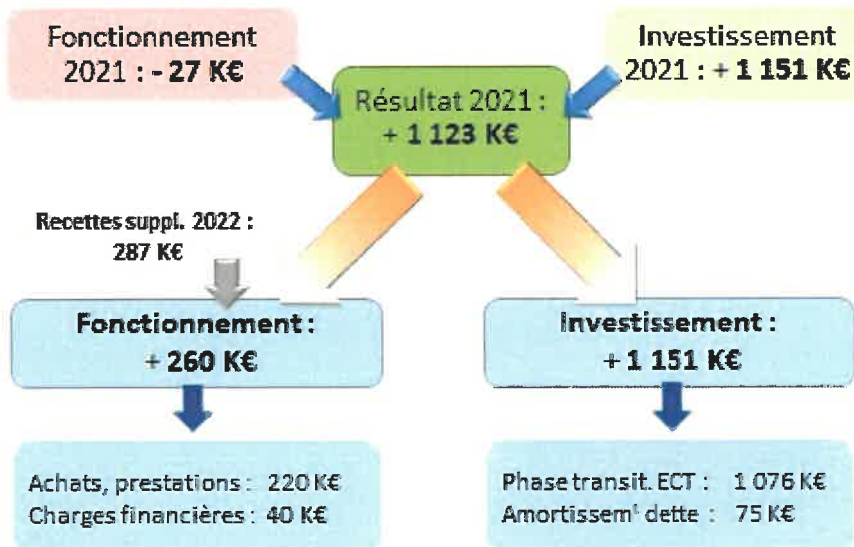 Fonctionnement
2021 : - 27 K€
Investissement
2021 : + 1 151 K€
Résultat 2021 :
+ 1 123 K€
Recettes suppl. 2022 :
287 K€
Fonctionnement :
+ 260 K€
Investissement :
+ 1 151 K€
Achats, prestations : 220 K€
Charges financières : 40 K€
Phase transit. ECT : 1 076 K€
Amortissemᵗ dette : 75 K€